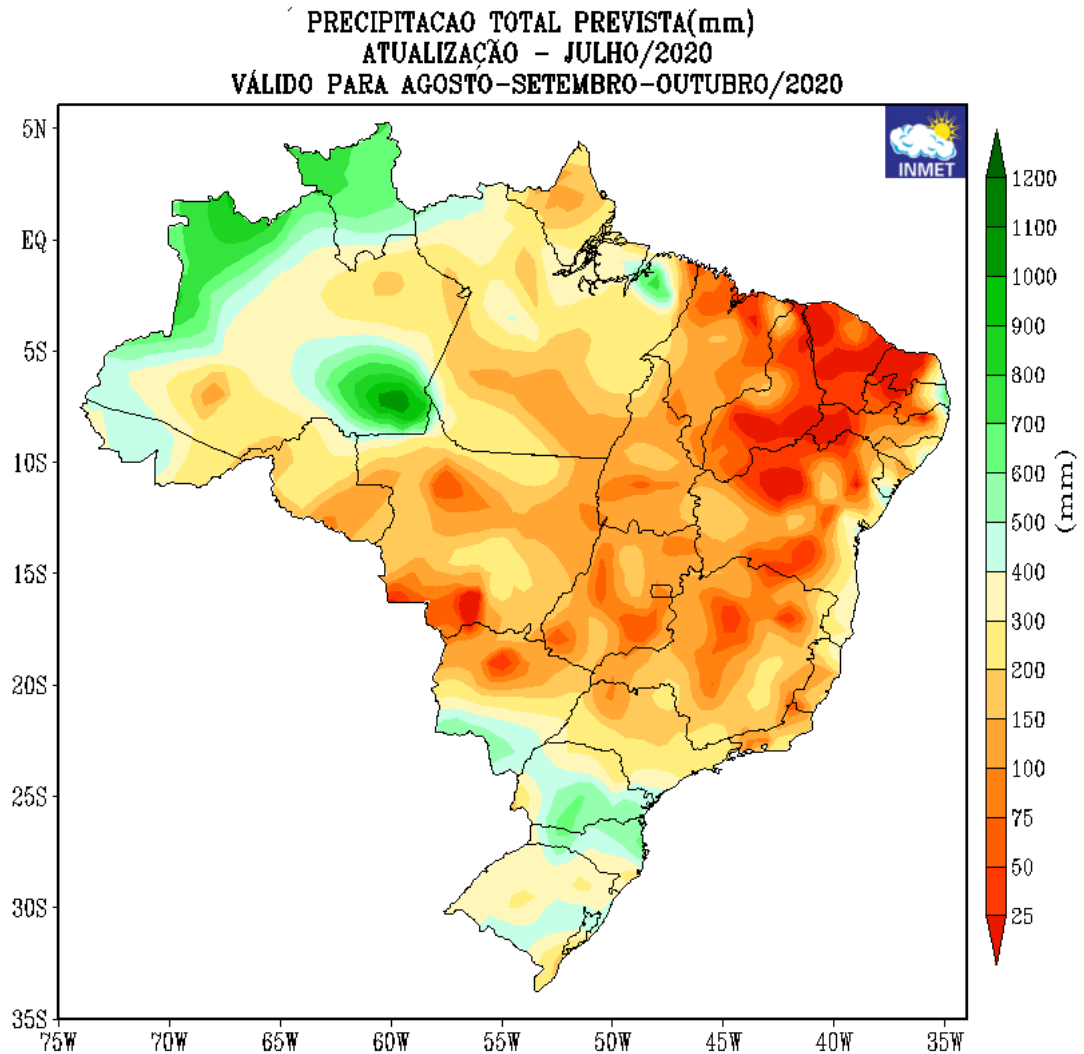 PRECIPITACAO TOTAL PREVISTA(mm)
ATUALIZAÇÃO - JULHO/2020
VÁLIDO PARA AGOSTO-SETEMBRO-OUTUBRO/2020
INMET
5N
EQ
5S
10S
15S
20S
25S
30S
35S
75W
70W
65W
60W
55W
50W
45W
40W
35W
1200
1100
1000
900
800
700
600
500
400
300
200
150
100
75
50
25
(mm)